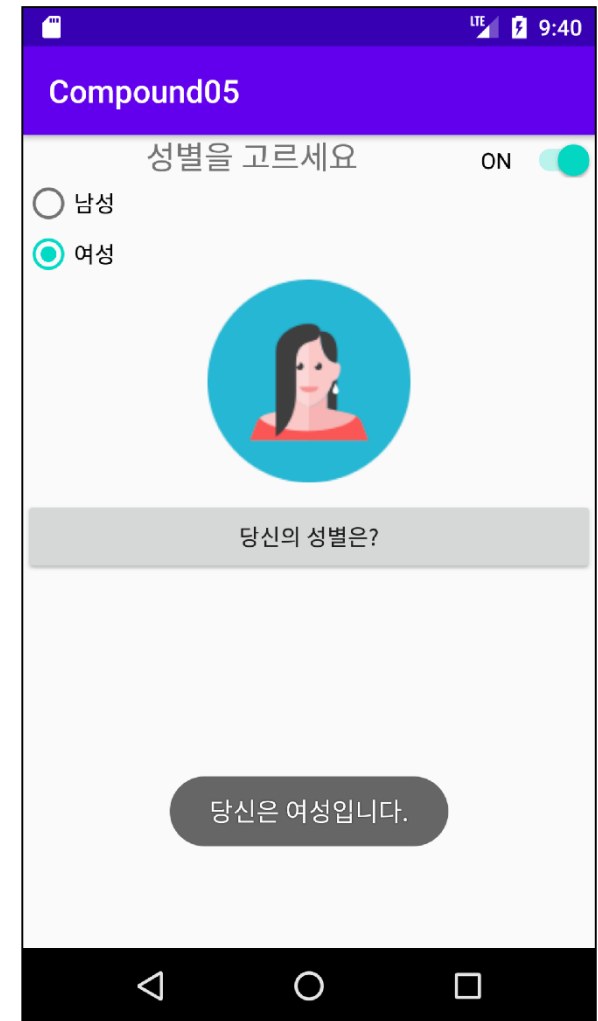 LTE 9:40
Compound05
성별을 고르세요 ON
남성
여성
당신의 성별은?
당신은 여성입니다.